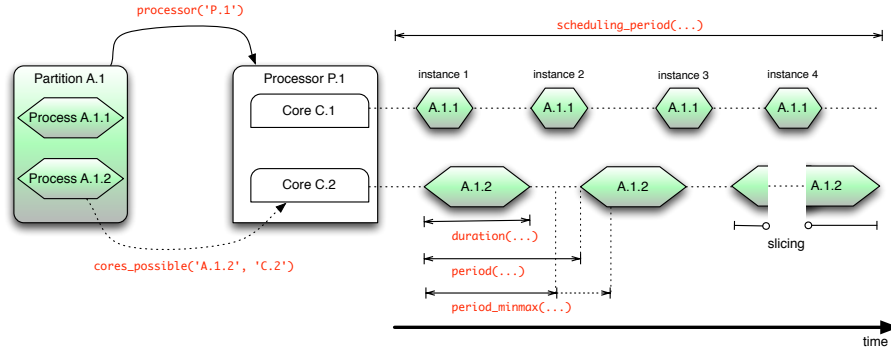 processor('P.1')
scheduling_period(...)
Partition A.1
Processor P.1
instance 1
instance 2
instance 3
instance 4
Process A.1.1
Core C.1
A.1.1
A.1.1
A.1.1
A.1.1
Process A.1.2
Core C.2
A.1.2
A.1.2
A.1.2
duration(...)
slicing
cores_possible('A.1.2', 'C.2')
period(...)
period_minmax(...)
time